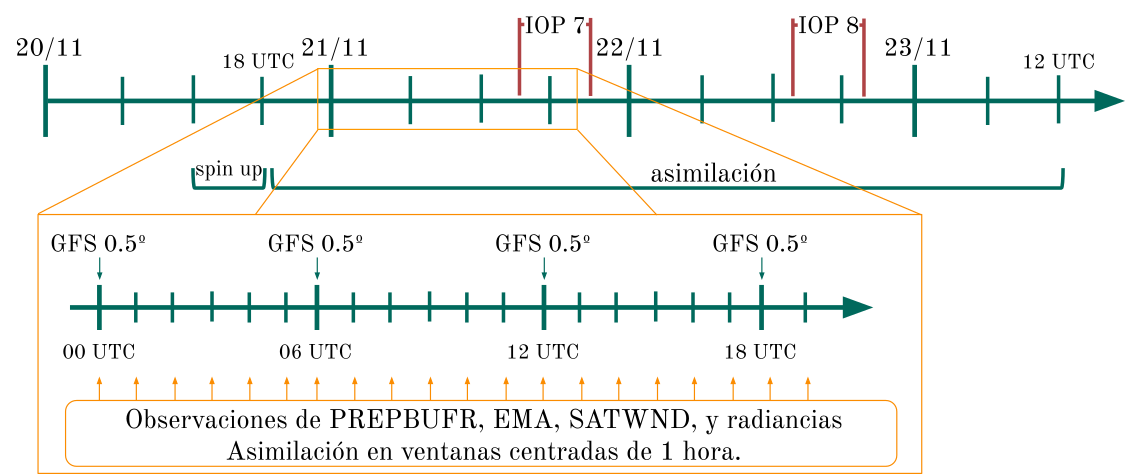 IOP 7
IOP 8
20/11
18 UTC
21/11
22/11
23/11
12 UTC
spin up
asimilación
GFS 0.5º
GFS 0.5º
GFS 0.5º
GFS 0.5º
00 UTC
06 UTC
12 UTC
18 UTC
Observaciones de PREPBUFR, EMA, SATWND, y radiancias
Asimilación en ventanas centradas de 1 hora.